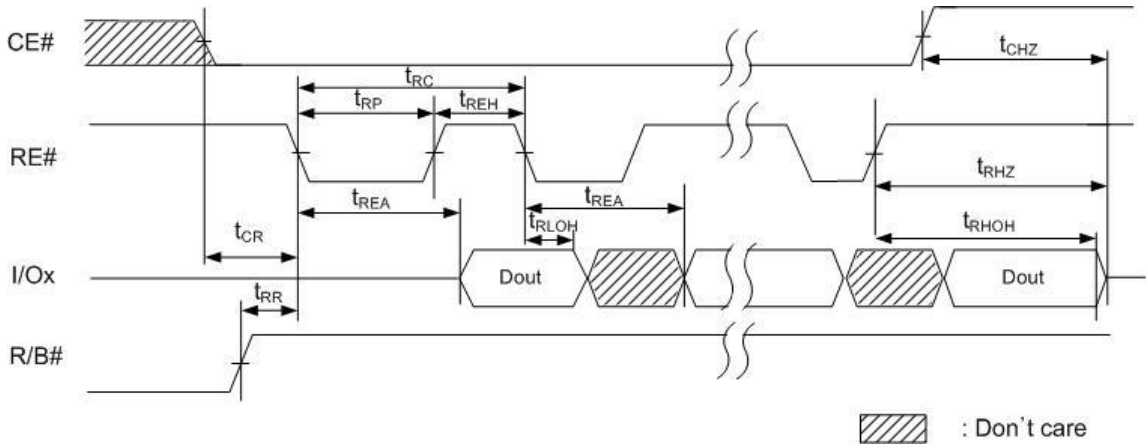 CE#
tCHZ
tRC
tRP
tREH
RE#
tRHZ
tREA
tREA
tRLOH
tRHOH
tCR
I/Ox
Dout
Dout
tRR
R/B#
: Don`t care